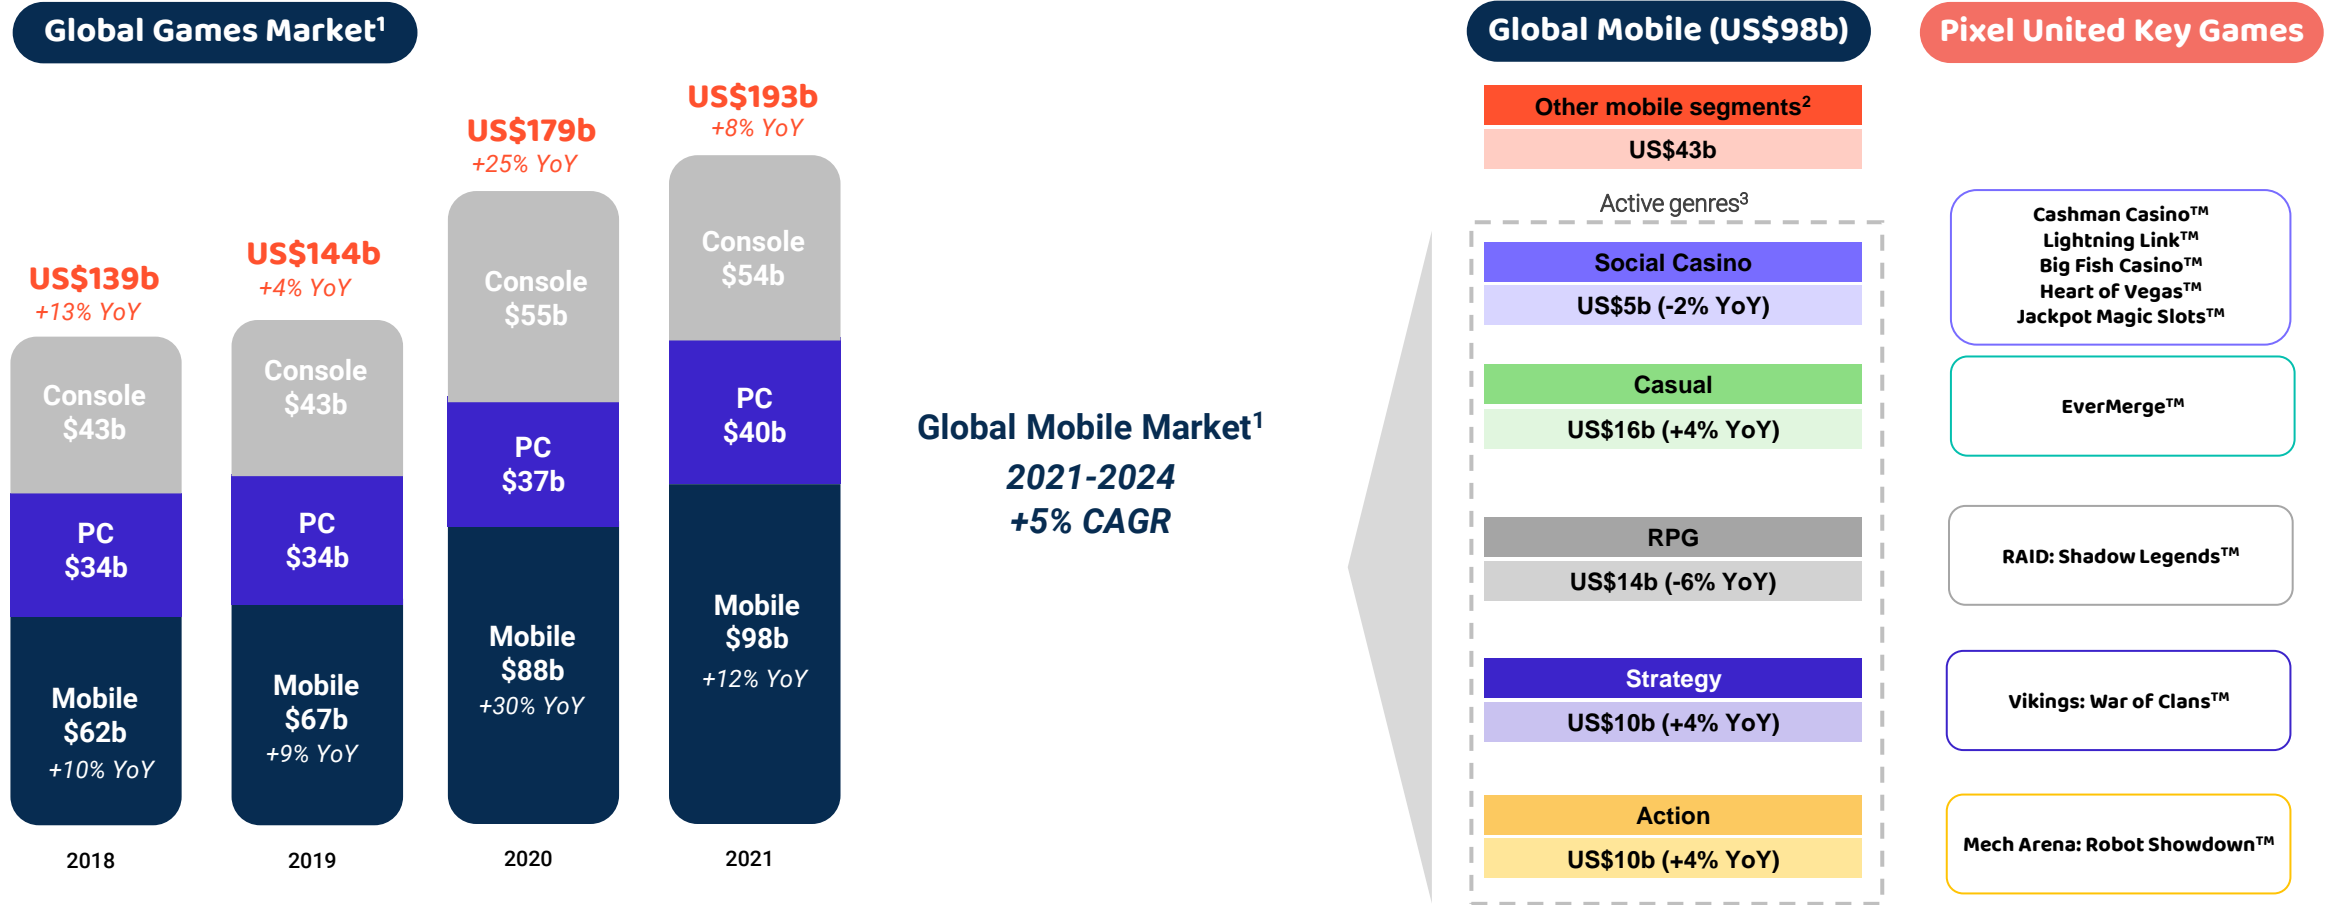 Global Games Market¹
US$139b
+13% YoY
Console
$43b
PC
$34b
Mobile
$62b
+10% YoY
2018
US$144b
+4% YoY
Console
$43b
PC
$34b
Mobile
$67b
+9% YoY
2019
US$179b
+25% YoY
Console
$55b
PC
$37b
Mobile
$88b
+30% YoY
2020
US$193b
+8% YoY
Console
$54b
PC
$40b
Mobile
$98b
+12% YoY
2021
Global Mobile Market¹
2021-2024
+5% CAGR
Global Mobile (US$98b)
Other mobile segments²
US$43b
Active genres³
Social Casino
US$5b (-2% YoY)
Casual
US$16b (+4% YoY)
RPG
US$14b (-6% YoY)
Strategy
US$10b (+4% YoY)
Action
US$10b (+4% YoY)
Pixel United Key Games
Cashman Casino™
Lightning Link™
Big Fish Casino™
Heart of Vegas™
Jackpot Magic Slots™
EverMerge™
RAID: Shadow Legends™
Vikings: War of Clans™
Mech Arena: Robot Showdown™